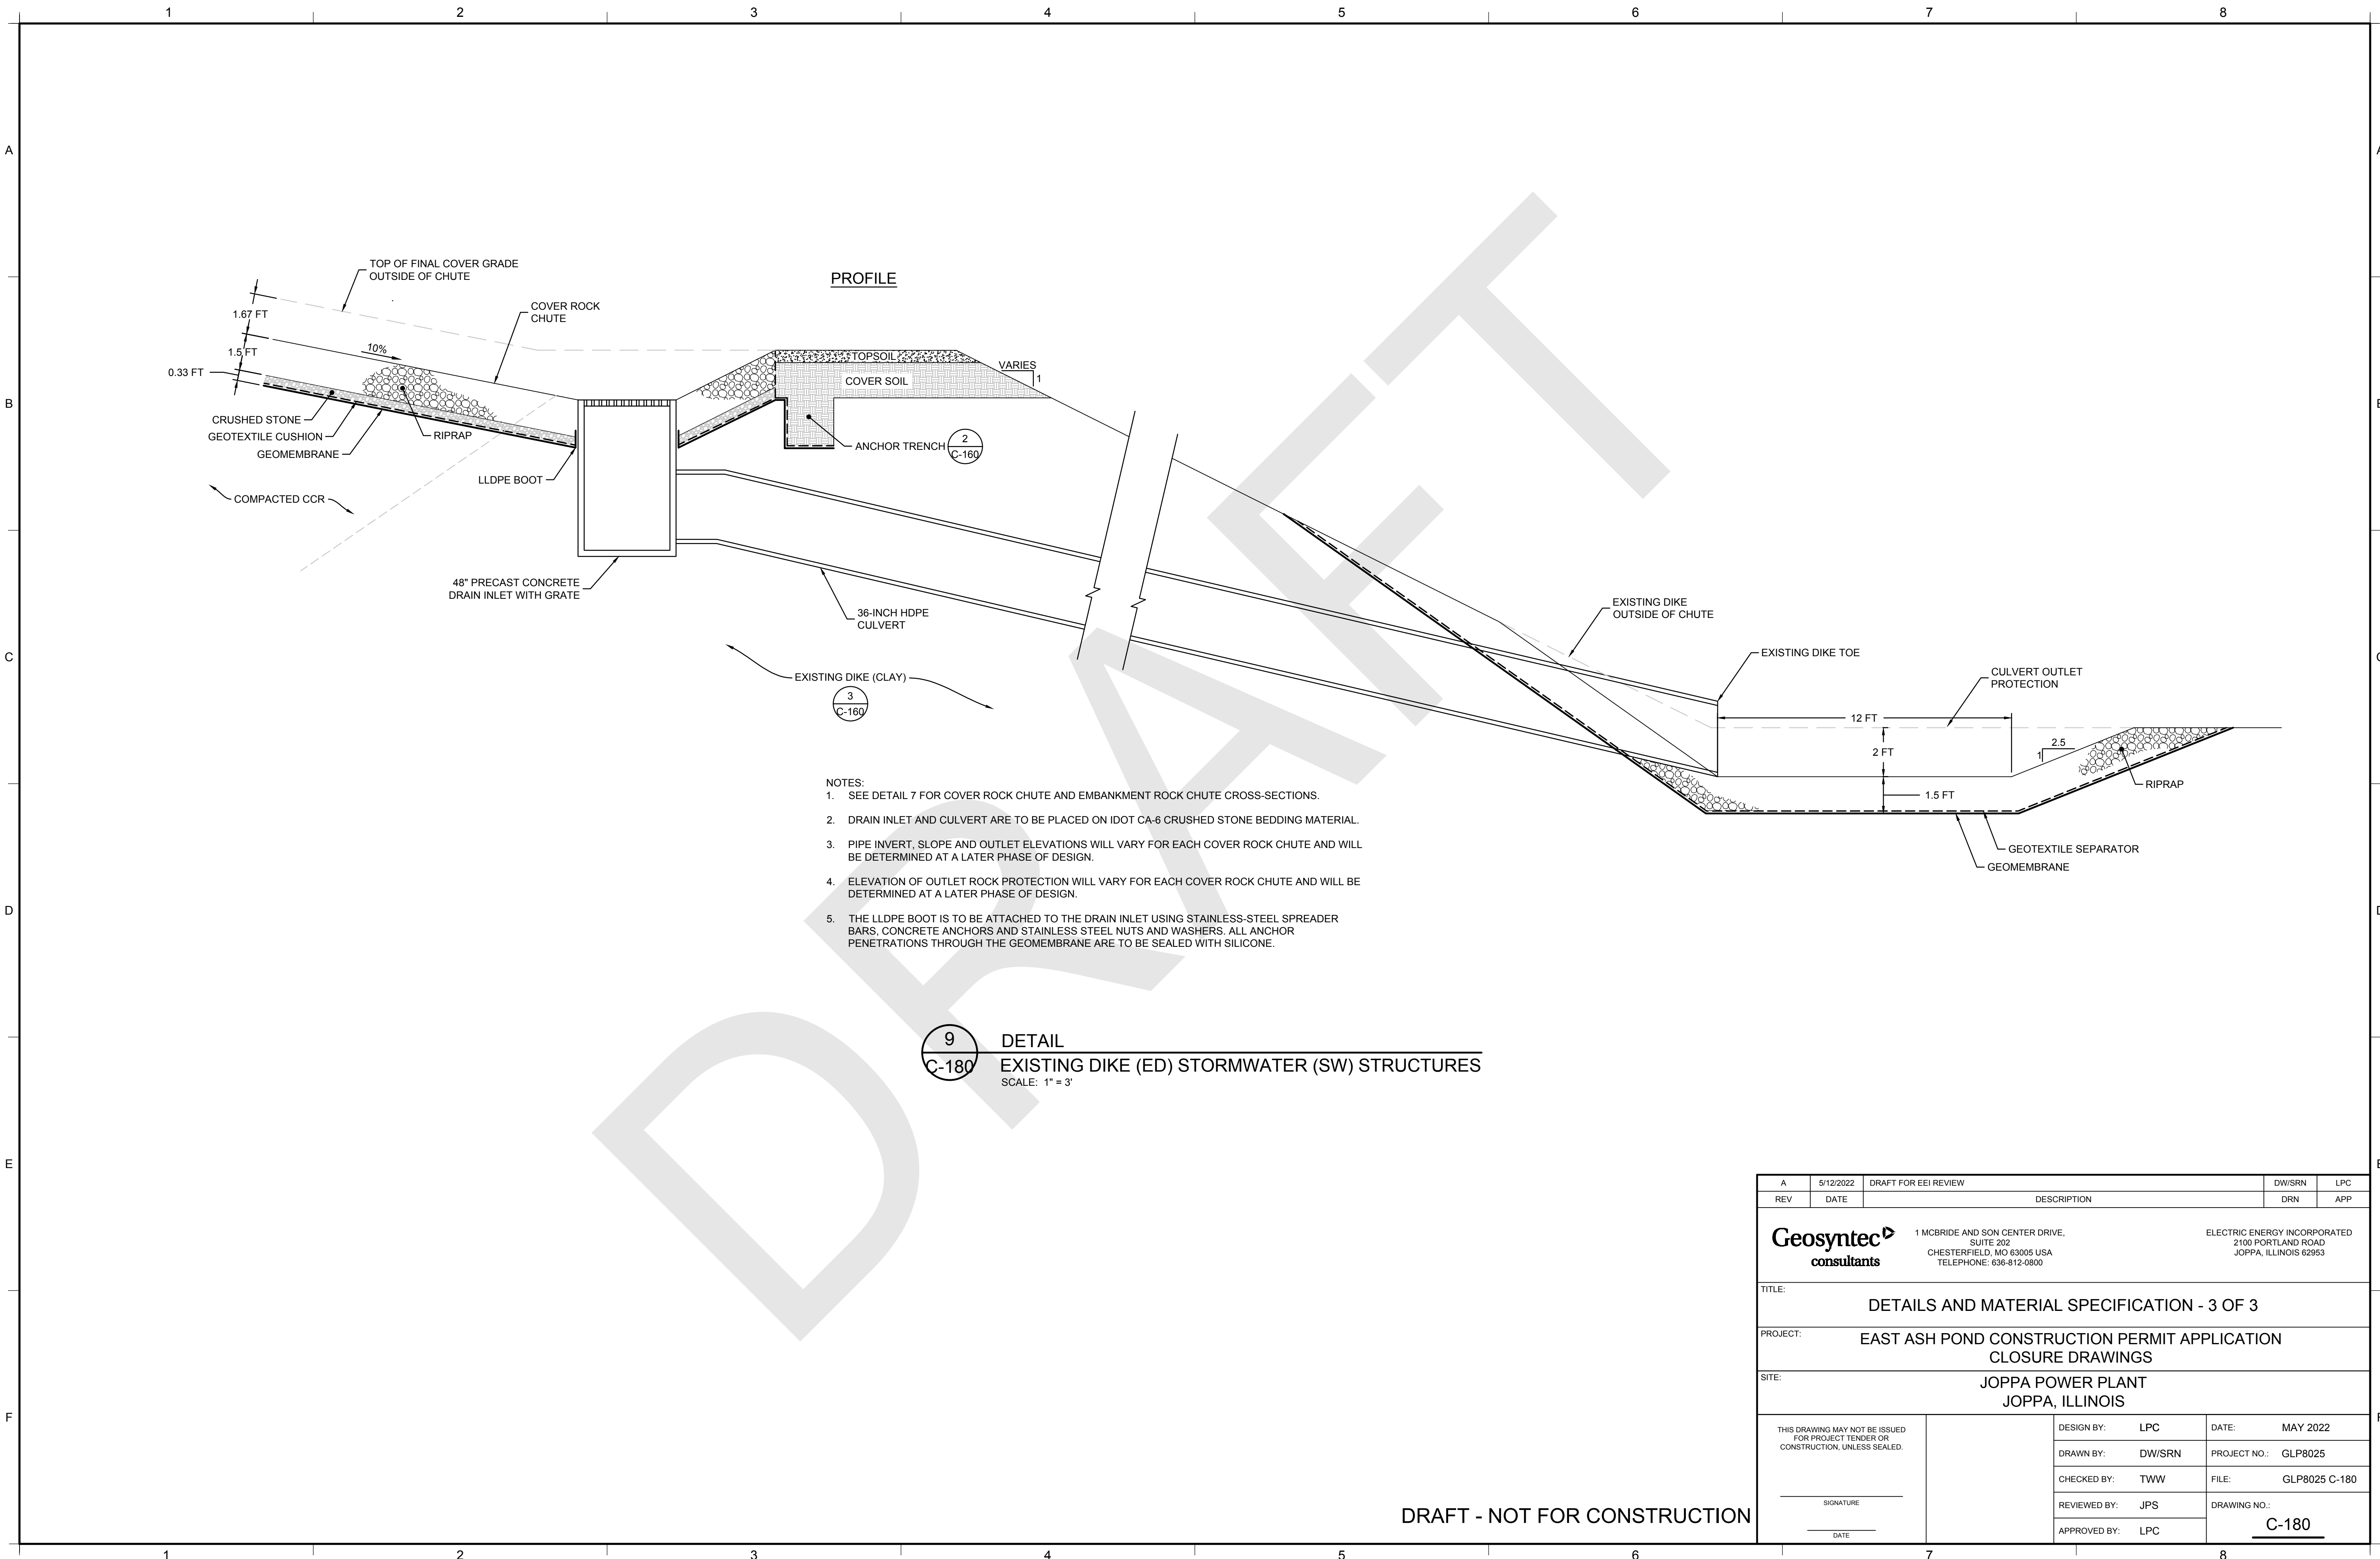 1 2 3 4 5 6 7 8
A A
B B
C C
D D
E E
F F
PROFILE
TOP OF FINAL COVER GRADE
OUTSIDE OF CHUTE
COVER ROCK
CHUTE
1.67 FT
1.5 FT
0.33 FT
10%
CRUSHED STONE
GEOTEXTILE CUSHION
GEOMEMBRANE
RIPRAP
LLDPE BOOT
COMPACTED CCR
48" PRECAST CONCRETE
DRAIN INLET WITH GRATE
TOPSOIL
COVER SOIL
VARIES
1
ANCHOR TRENCH
2
C-160
36-INCH HDPE
CULVERT
EXISTING DIKE (CLAY)
3
C-160
EXISTING DIKE
OUTSIDE OF CHUTE
EXISTING DIKE TOE
CULVERT OUTLET
PROTECTION
12 FT
2 FT
1.5 FT
2.5
1
RIPRAP
GEOTEXTILE SEPARATOR
GEOMEMBRANE
NOTES:
1. SEE DETAIL 7 FOR COVER ROCK CHUTE AND EMBANKMENT ROCK CHUTE CROSS-SECTIONS.
2. DRAIN INLET AND CULVERT ARE TO BE PLACED ON IDOT CA-6 CRUSHED STONE BEDDING MATERIAL.
3. PIPE INVERT, SLOPE AND OUTLET ELEVATIONS WILL VARY FOR EACH COVER ROCK CHUTE AND WILL
BE DETERMINED AT A LATER PHASE OF DESIGN.
4. ELEVATION OF OUTLET ROCK PROTECTION WILL VARY FOR EACH COVER ROCK CHUTE AND WILL BE
DETERMINED AT A LATER PHASE OF DESIGN.
5. THE LLDPE BOOT IS TO BE ATTACHED TO THE DRAIN INLET USING STAINLESS-STEEL SPREADER
BARS, CONCRETE ANCHORS AND STAINLESS STEEL NUTS AND WASHERS. ALL ANCHOR
PENETRATIONS THROUGH THE GEOMEMBRANE ARE TO BE SEALED WITH SILICONE.
9
C-180
DETAIL
EXISTING DIKE (ED) STORMWATER (SW) STRUCTURES
SCALE: 1" = 3'
DRAFT
A 5/12/2022 DRAFT FOR EEI REVIEW DW/SRN LPC
REV DATE DESCRIPTION DRN APP
Geosyntec
consultants
1 MCBRIDE AND SON CENTER DRIVE,
SUITE 202
CHESTERFIELD, MO 63005 USA
TELEPHONE: 636-812-0800
ELECTRIC ENERGY INCORPORATED
2100 PORTLAND ROAD
JOPPA, ILLINOIS 62953
TITLE:
DETAILS AND MATERIAL SPECIFICATION - 3 OF 3
PROJECT:
EAST ASH POND CONSTRUCTION PERMIT APPLICATION
CLOSURE DRAWINGS
SITE:
JOPPA POWER PLANT
JOPPA, ILLINOIS
THIS DRAWING MAY NOT BE ISSUED
FOR PROJECT TENDER OR
CONSTRUCTION, UNLESS SEALED.
SIGNATURE
DATE
DESIGN BY: LPC DATE: MAY 2022
DRAWN BY: DW/SRN PROJECT NO.: GLP8025
CHECKED BY: TWW FILE: GLP8025 C-180
REVIEWED BY: JPS DRAWING NO.:
APPROVED BY: LPC C-180
DRAFT - NOT FOR CONSTRUCTION
1 2 3 4 5 6 7 8